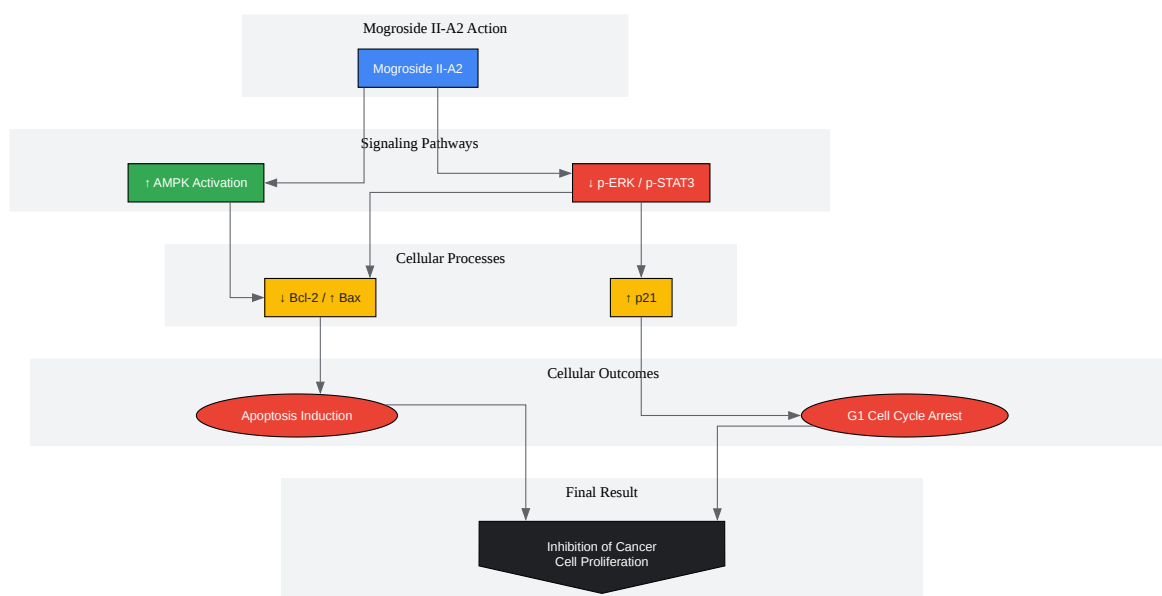 Mogroside II-A2 Action
Mogroside II-A2
Signaling Pathways
↑ AMPK Activation
↓ p-ERK / p-STAT3
Cellular Processes
↓ Bcl-2 / ↑ Bax
↑ p21
Cellular Outcomes
Apoptosis Induction
G1 Cell Cycle Arrest
Final Result
Inhibition of Cancer
Cell Proliferation